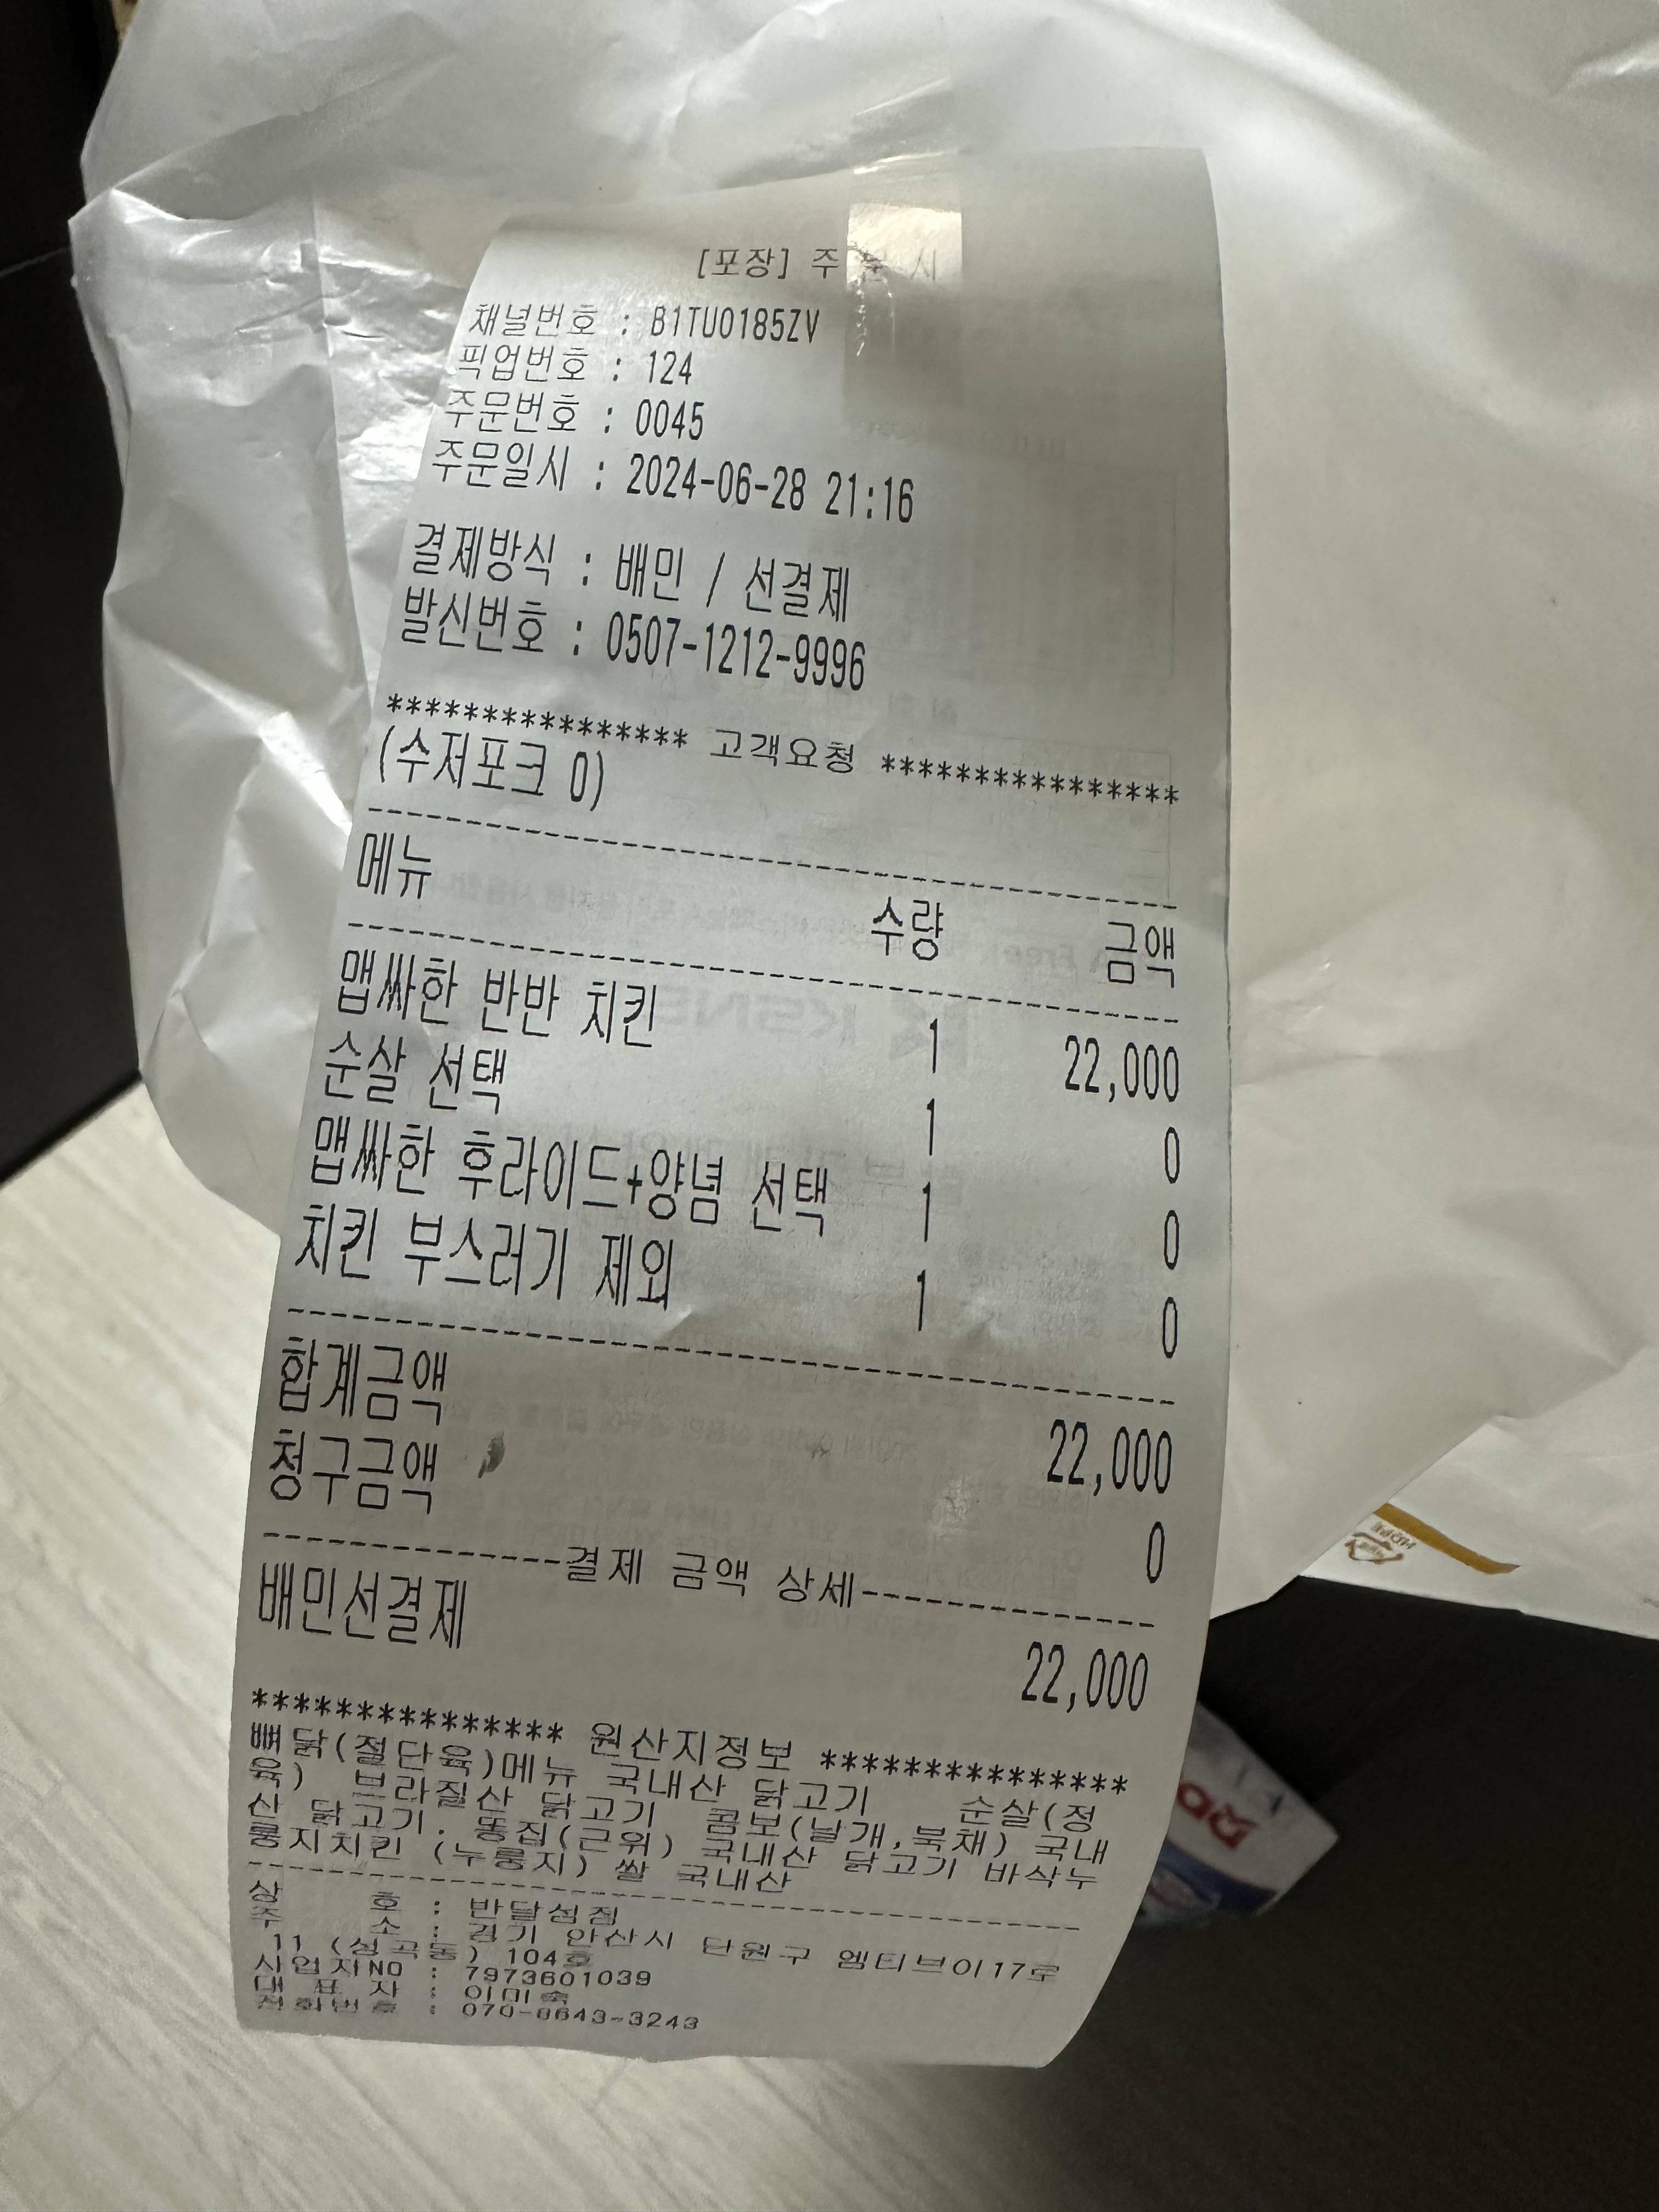 [포장] 주문서
채널번호 : B1TU0185ZV
픽업번호 : 124
주문번호 : 0045
주문일시 : 2024-06-28 21:16
결제방식 : 배민 / 선결제
발신번호 : 0507-1212-9996
**************** 고객요청 ****************
(수저포크 0)
메뉴 수량 금액
맵싸한 반반 치킨 1 22,000
순살 선택 1 0
맵싸한 후라이드+양념 선택 1 0
치킨 부스러기 제외 1 0
합계금액 22,000
청구금액 0
--------------결제 금액 상세--------------
배민선결제 22,000
*************** 원산지정보 ***************
뼈닭(절단육)메뉴 국내산 닭고기 순살(정
육) 브라질산 닭고기 콤보(날개,북채) 국내
산 닭고기. 똥집(근위) 국내산 닭고기 바삭누
룽지치킨 (누룽지) 쌀 국내산
상 호 : 반달섬점
주 소 : 경기 안산시 단원구 엠티브이17로
11 (성곡동) 104호
사업자NO : 7973601039
대 표 자 : 이미숙
전화번호 : 070-8643-3243
HDPE